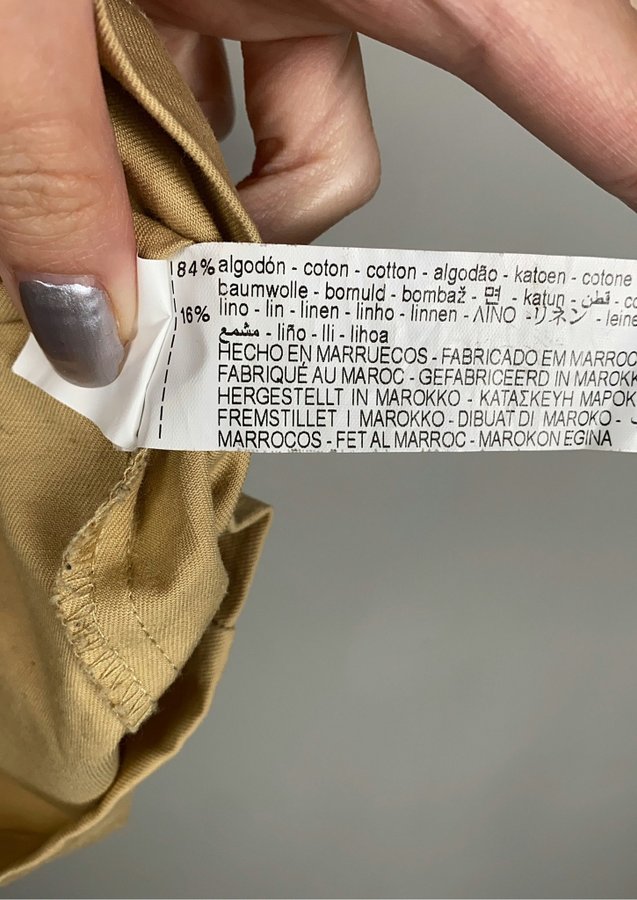 84% algodón - coton - cotton - algodão - katoen - cotone
baumwolle - bomuld - bombaž - 면 - katun - قطن - co
16% lino - lin - linen - linho - linnen - ΛΙΝΟ - リネン - leine
مشمع - liño - lli - lihoa
HECHO EN MARRUECOS - FABRICADO EM MARROC
FABRIQUÉ AU MAROC - GEFABRICEERD IN MAROKK
HERGESTELLT IN MAROKKO - ΚΑΤΑΣΚΕΥΗ ΜΑΡΟΚ
FREMSTILLET I MAROKKO - DIBUAT DI MAROKO -
MARROCOS - FET AL MARROC - MAROKON EGINA